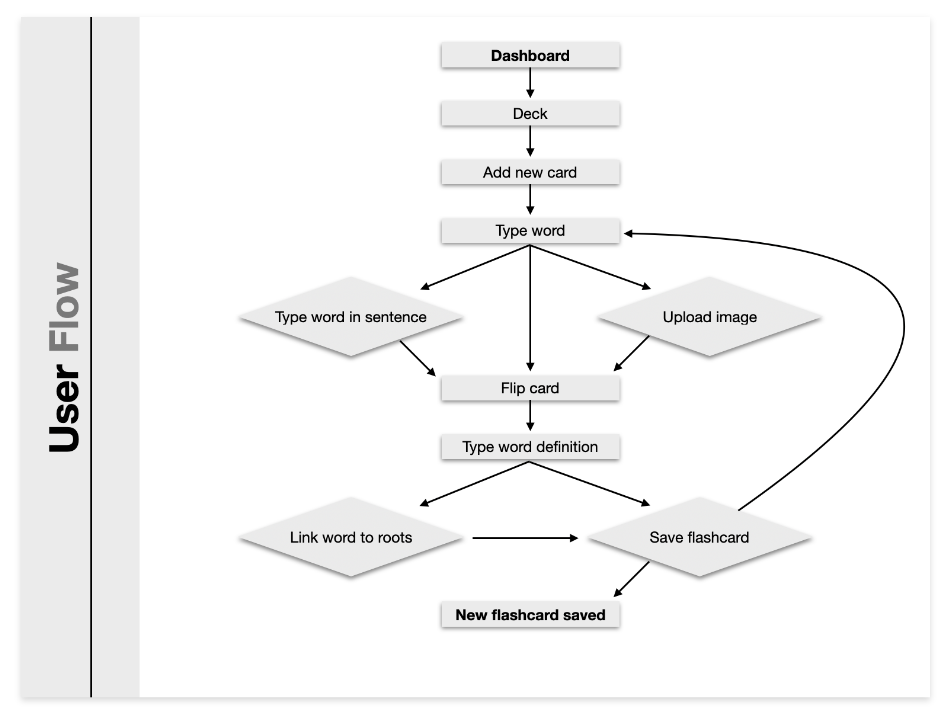 User Flow
Dashboard
Deck
Add new card
Type word
Type word in sentence
Upload image
Flip card
Type word definition
Link word to roots
Save flashcard
New flashcard saved